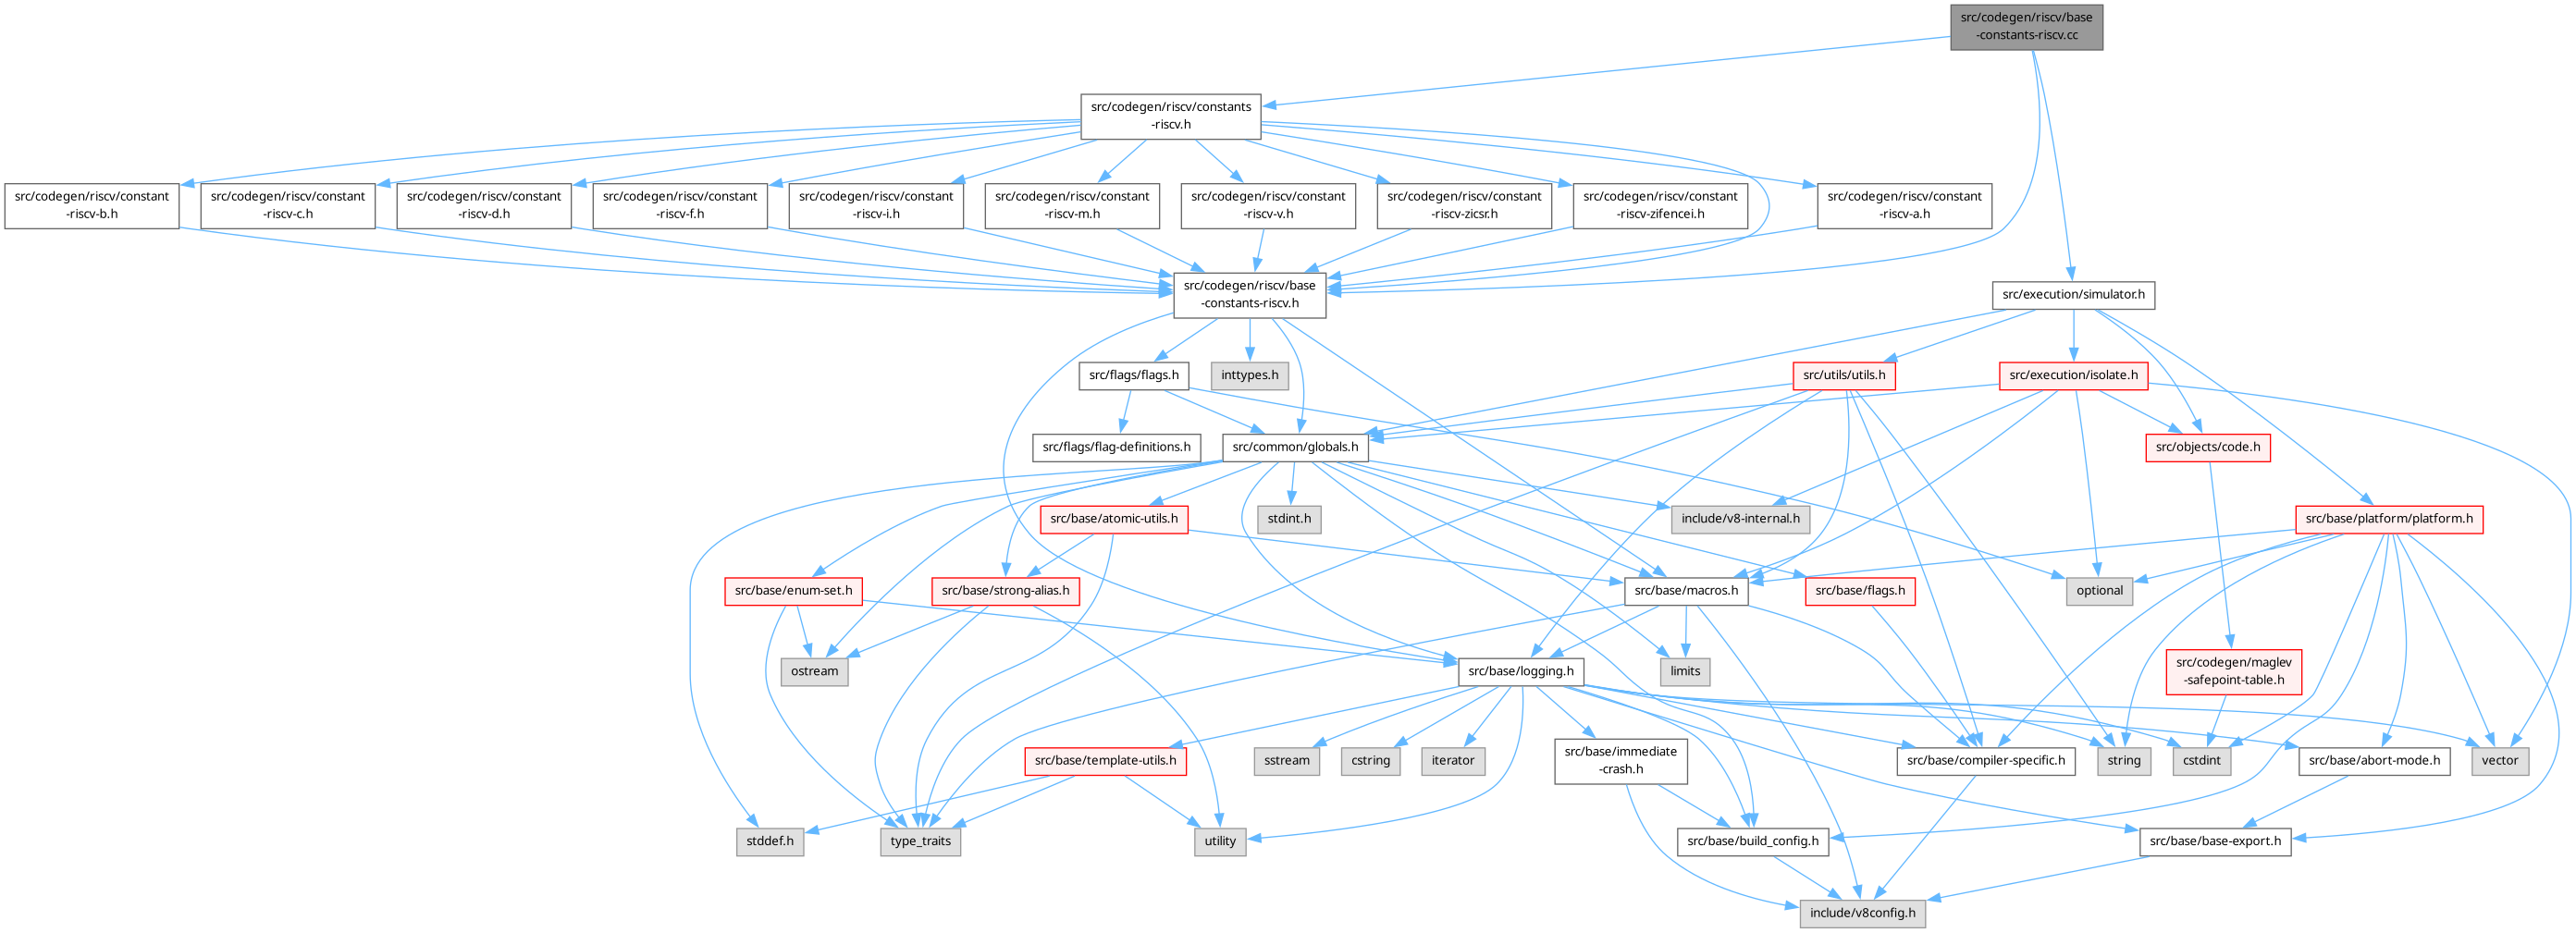 src/codegen/riscv/base
-constants-riscv.cc
src/codegen/riscv/constants
-riscv.h
src/codegen/riscv/constant
-riscv-b.h
src/codegen/riscv/constant
-riscv-c.h
src/codegen/riscv/constant
-riscv-d.h
src/codegen/riscv/constant
-riscv-f.h
src/codegen/riscv/constant
-riscv-i.h
src/codegen/riscv/constant
-riscv-m.h
src/codegen/riscv/constant
-riscv-v.h
src/codegen/riscv/constant
-riscv-zicsr.h
src/codegen/riscv/constant
-riscv-zifencei.h
src/codegen/riscv/constant
-riscv-a.h
src/codegen/riscv/base
-constants-riscv.h
src/execution/simulator.h
src/flags/flags.h
inttypes.h
src/utils/utils.h
src/execution/isolate.h
src/flags/flag-definitions.h
src/common/globals.h
src/objects/code.h
src/base/atomic-utils.h
stdint.h
include/v8-internal.h
src/base/platform/platform.h
src/base/enum-set.h
src/base/strong-alias.h
src/base/macros.h
src/base/flags.h
optional
ostream
src/base/logging.h
limits
src/codegen/maglev
-safepoint-table.h
src/base/template-utils.h
sstream
cstring
iterator
src/base/immediate
-crash.h
src/base/compiler-specific.h
string
cstdint
src/base/abort-mode.h
vector
stddef.h
type_traits
utility
src/base/build_config.h
src/base/base-export.h
include/v8config.h